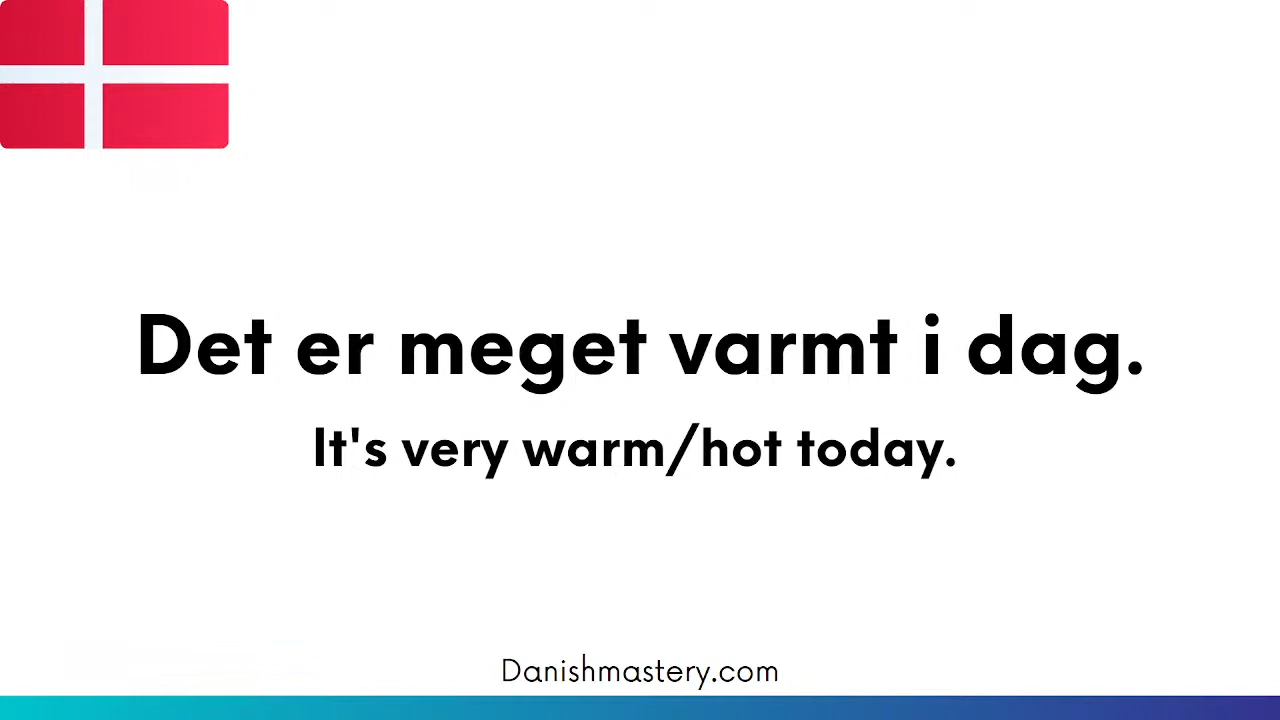 Det er meget varmt i dag.
It's very warm/hot today.
Danishmastery.com